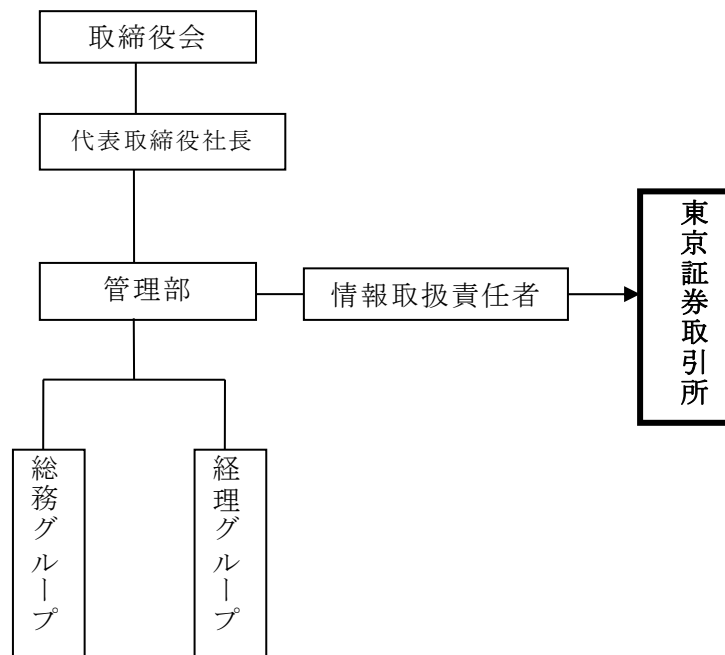 取締役会
代表取締役社長
管理部
情報取扱責任者
東京証券取引所
総務グループ
経理グループ